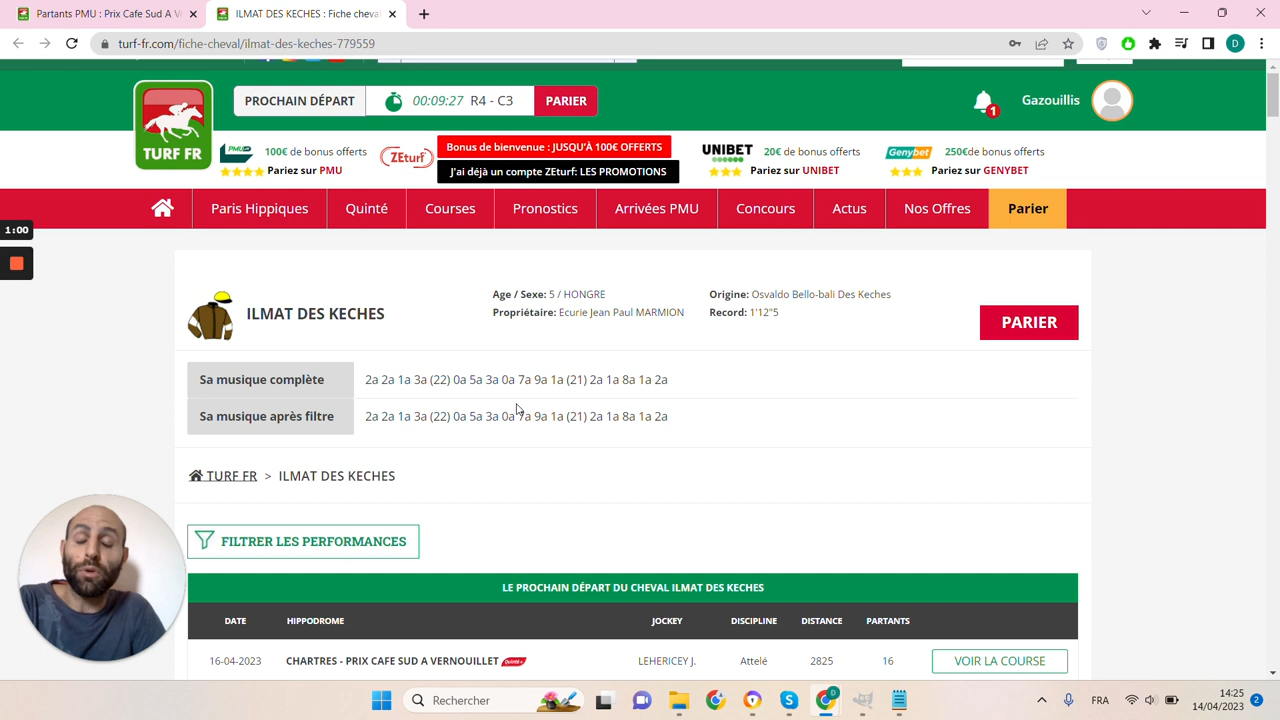 Partants PMU : Prix Cafe Sud A V
ILMAT DES KECHES : Fiche cheva
turf-fr.com/fiche-cheval/ilmat-des-keches-779559
D
TURF FR
PROCHAIN DÉPART
00:09:27 R4 - C3
PARIER
1
Gazouillis
PMU 100€ de bonus offerts
Pariez sur PMU
ZEturf
Bonus de bienvenue : JUSQU'À 100€ OFFERTS
J'ai déjà un compte ZEturf: LES PROMOTIONS
UNIBET 20€ de bonus offerts
Pariez sur UNIBET
Genybet 250€de bonus offerts
Pariez sur GENYBET
Paris Hippiques Quinté Courses Pronostics Arrivées PMU Concours Actus Nos Offres Parier
1:00
ILMAT DES KECHES
Age / Sexe: 5 / HONGRE
Propriétaire: Ecurie Jean Paul MARMION
Origine: Osvaldo Bello-bali Des Keches
Record: 1'12"5
PARIER
Sa musique complète 2a 2a 1a 3a (22) 0a 5a 3a 0a 7a 9a 1a (21) 2a 1a 8a 1a 2a
Sa musique après filtre 2a 2a 1a 3a (22) 0a 5a 3a 0a 7a 9a 1a (21) 2a 1a 8a 1a 2a
TURF FR > ILMAT DES KECHES
FILTRER LES PERFORMANCES
LE PROCHAIN DÉPART DU CHEVAL ILMAT DES KECHES
DATE HIPPODROME JOCKEY DISCIPLINE DISTANCE PARTANTS
16-04-2023 CHARTRES - PRIX CAFE SUD A VERNOUILLET Quinté+ LEHERICEY J. Attelé 2825 16 VOIR LA COURSE
Rechercher
D
FRA
14:25
14/04/2023
2